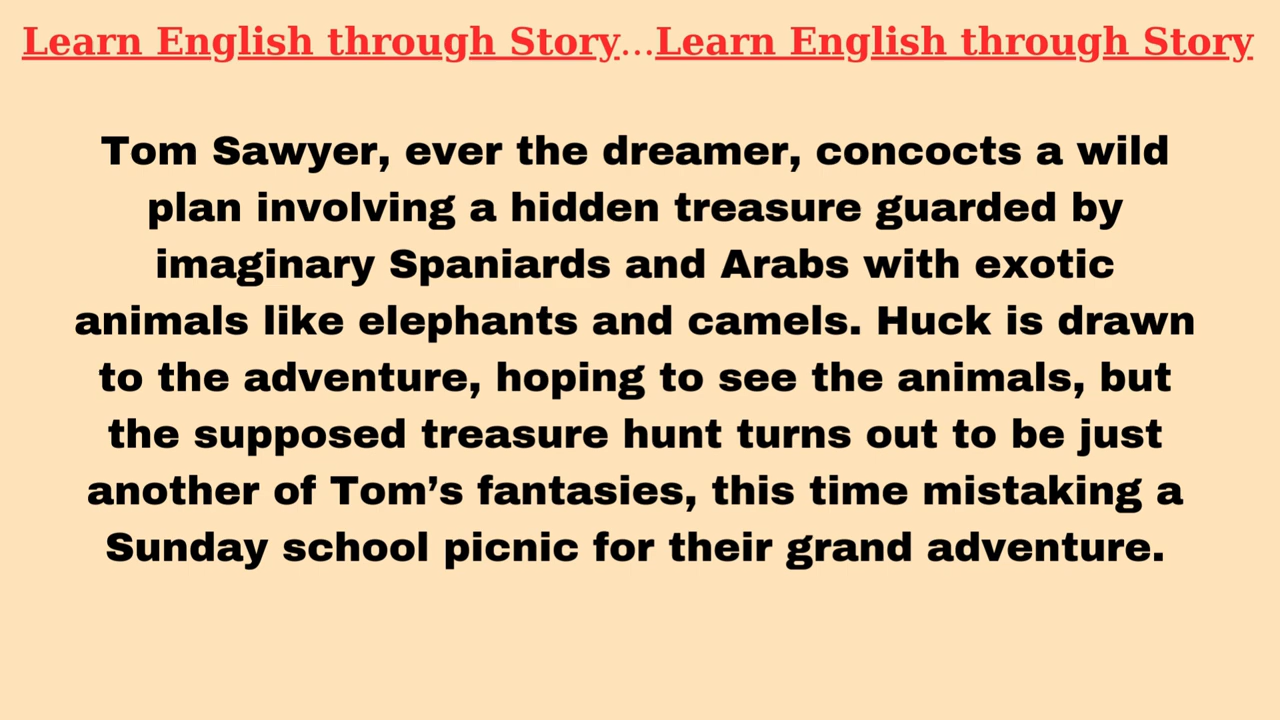 Learn English through Story...Learn English through Story
Tom Sawyer, ever the dreamer, concocts a wild
plan involving a hidden treasure guarded by
imaginary Spaniards and Arabs with exotic
animals like elephants and camels. Huck is drawn
to the adventure, hoping to see the animals, but
the supposed treasure hunt turns out to be just
another of Tom’s fantasies, this time mistaking a
Sunday school picnic for their grand adventure.